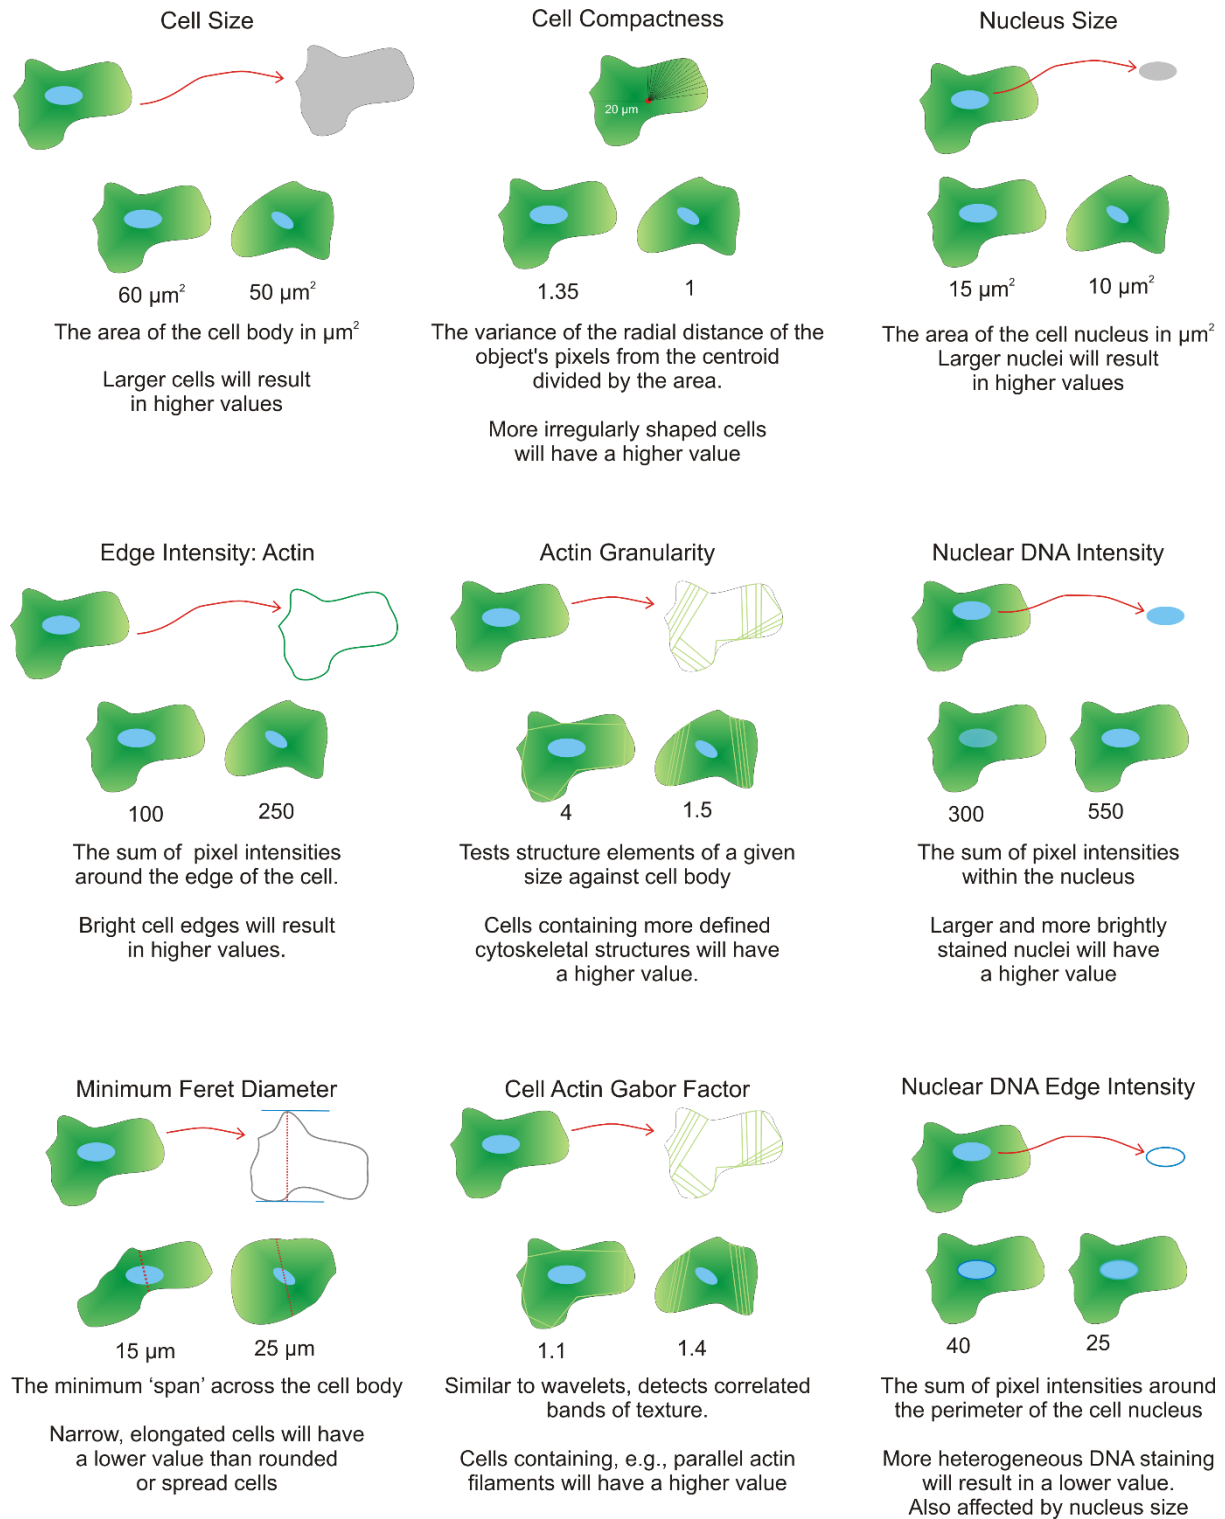 Cell Size
60 µm²
50 µm²
The area of the cell body in µm²
Larger cells will result
in higher values
Cell Compactness
20 µm
1.35
1
The variance of the radial distance of the
object's pixels from the centroid
divided by the area.
More irregularly shaped cells
will have a higher value
Nucleus Size
15 µm²
10 µm²
The area of the cell nucleus in µm²
Larger nuclei will result
in higher values
Edge Intensity: Actin
100
250
The sum of pixel intensities
around the edge of the cell.
Bright cell edges will result
in higher values.
Actin Granularity
4
1.5
Tests structure elements of a given
size against cell body
Cells containing more defined
cytoskeletal structures will have
a higher value.
Nuclear DNA Intensity
300
550
The sum of pixel intensities
within the nucleus
Larger and more brightly
stained nuclei will have
a higher value
Minimum Feret Diameter
15 µm
25 µm
The minimum ‘span’ across the cell body
Narrow, elongated cells will have
a lower value than rounded
or spread cells
Cell Actin Gabor Factor
1.1
1.4
Similar to wavelets, detects correlated
bands of texture.
Cells containing, e.g., parallel actin
filaments will have a higher value
Nuclear DNA Edge Intensity
40
25
The sum of pixel intensities around
the perimeter of the cell nucleus
More heterogeneous DNA staining
will result in a lower value.
Also affected by nucleus size